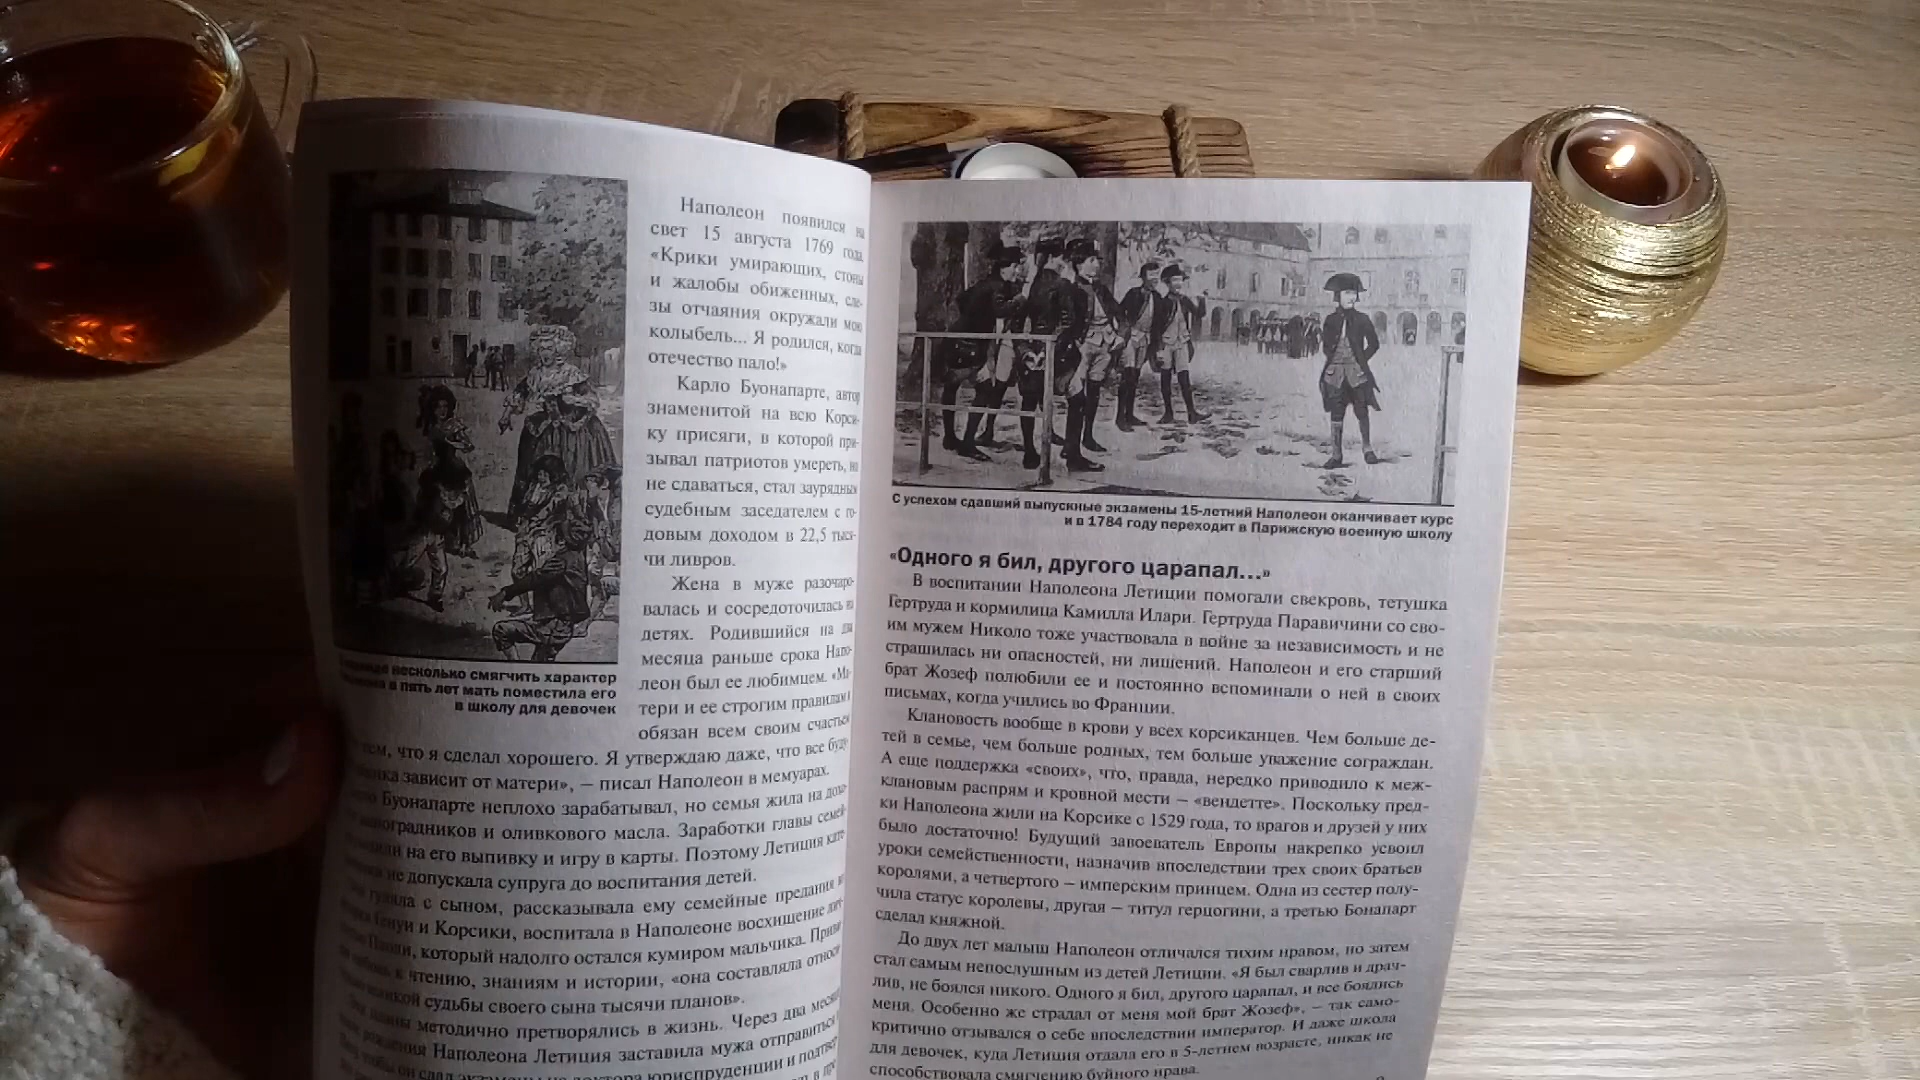 Наполеон появился на
свет 15 августа 1769 года.
«Крики умирающих, стоны
и жалобы обиженных, сле-
зы отчаяния окружали мою
колыбель... Я родился, когда
отечество пало!»
Карло Буонапарте, автор
знаменитой на всю Корси-
ку присяги, в которой при-
зывал патриотов умереть, но
не сдаваться, стал заурядным
судебным заседателем с го-
довым доходом в 22,5 тыся-
чи ливров.
Жена в муже разочаро-
валась и сосредоточилась на
детях. Родившийся на два
месяца раньше срока Напо-
леон был ее любимцем. «Ма-
тери и ее строгим правилам я
обязан всем своим счастьем
несколько смягчить характер
в пять лет мать поместила его
в школу для девочек
тем, что я сделал хорошего. Я утверждаю даже, что все буду-
зависит от матери», – писал Наполеон в мемуарах.
Буонапарте неплохо зарабатывал, но семья жила на дохо-
виноградников и оливкового масла. Заработки главы семей-
на его выпивку и игру в карты. Поэтому Летиция кате-
не допускала супруга до воспитания детей.
гуляла с сыном, рассказывала ему семейные предания
Генуи и Корсики, воспитала в Наполеоне восхищение
Паоли, который надолго остался кумиром мальчика.
к чтению, знаниям и истории, «она составляла относи-
судьбы своего сына тысячи планов».
методично претворялись в жизнь. Через два месяца
рождения Наполеона Летиция заставила мужа отправиться
он сдал экзамены на доктора юриспруденции и
С успехом сдавший выпускные экзамены 15-летний Наполеон оканчивает курс
и в 1784 году переходит в Парижскую военную школу
«Одного я бил, другого царапал...»
В воспитании Наполеона Летиции помогали свекровь, тетушка
Гертруда и кормилица Камилла Илари. Гертруда Паравичини со сво-
им мужем Николо тоже участвовала в войне за независимость и не
страшилась ни опасностей, ни лишений. Наполеон и его старший
брат Жозеф полюбили ее и постоянно вспоминали о ней в своих
письмах, когда учились во Франции.
Клановость вообще в крови у всех корсиканцев. Чем больше де-
тей в семье, чем больше родных, тем больше уважение сограждан.
А еще поддержка «своих», что, правда, нередко приводило к меж-
клановым распрям и кровной мести – «вендетте». Поскольку пред-
ки Наполеона жили на Корсике с 1529 года, то врагов и друзей у них
было достаточно! Будущий завоеватель Европы накрепко усвоил
уроки семейственности, назначив впоследствии трех своих братьев
королями, а четвертого – имперским принцем. Одна из сестер полу-
чила статус королевы, другая – титул герцогини, а третью Бонапарт
сделал княжной.
До двух лет малыш Наполеон отличался тихим нравом, но затем
стал самым непослушным из детей Летиции. «Я был сварлив и драч-
лив, не боялся никого. Одного я бил, другого царапал, и все боялись
меня. Особенно же страдал от меня мой брат Жозеф», – так само-
критично отзывался о себе впоследствии император. И даже школа
для девочек, куда Летиция отдала его в 5-летнем возрасте, никак не
способствовала смягчению буйного нрава.